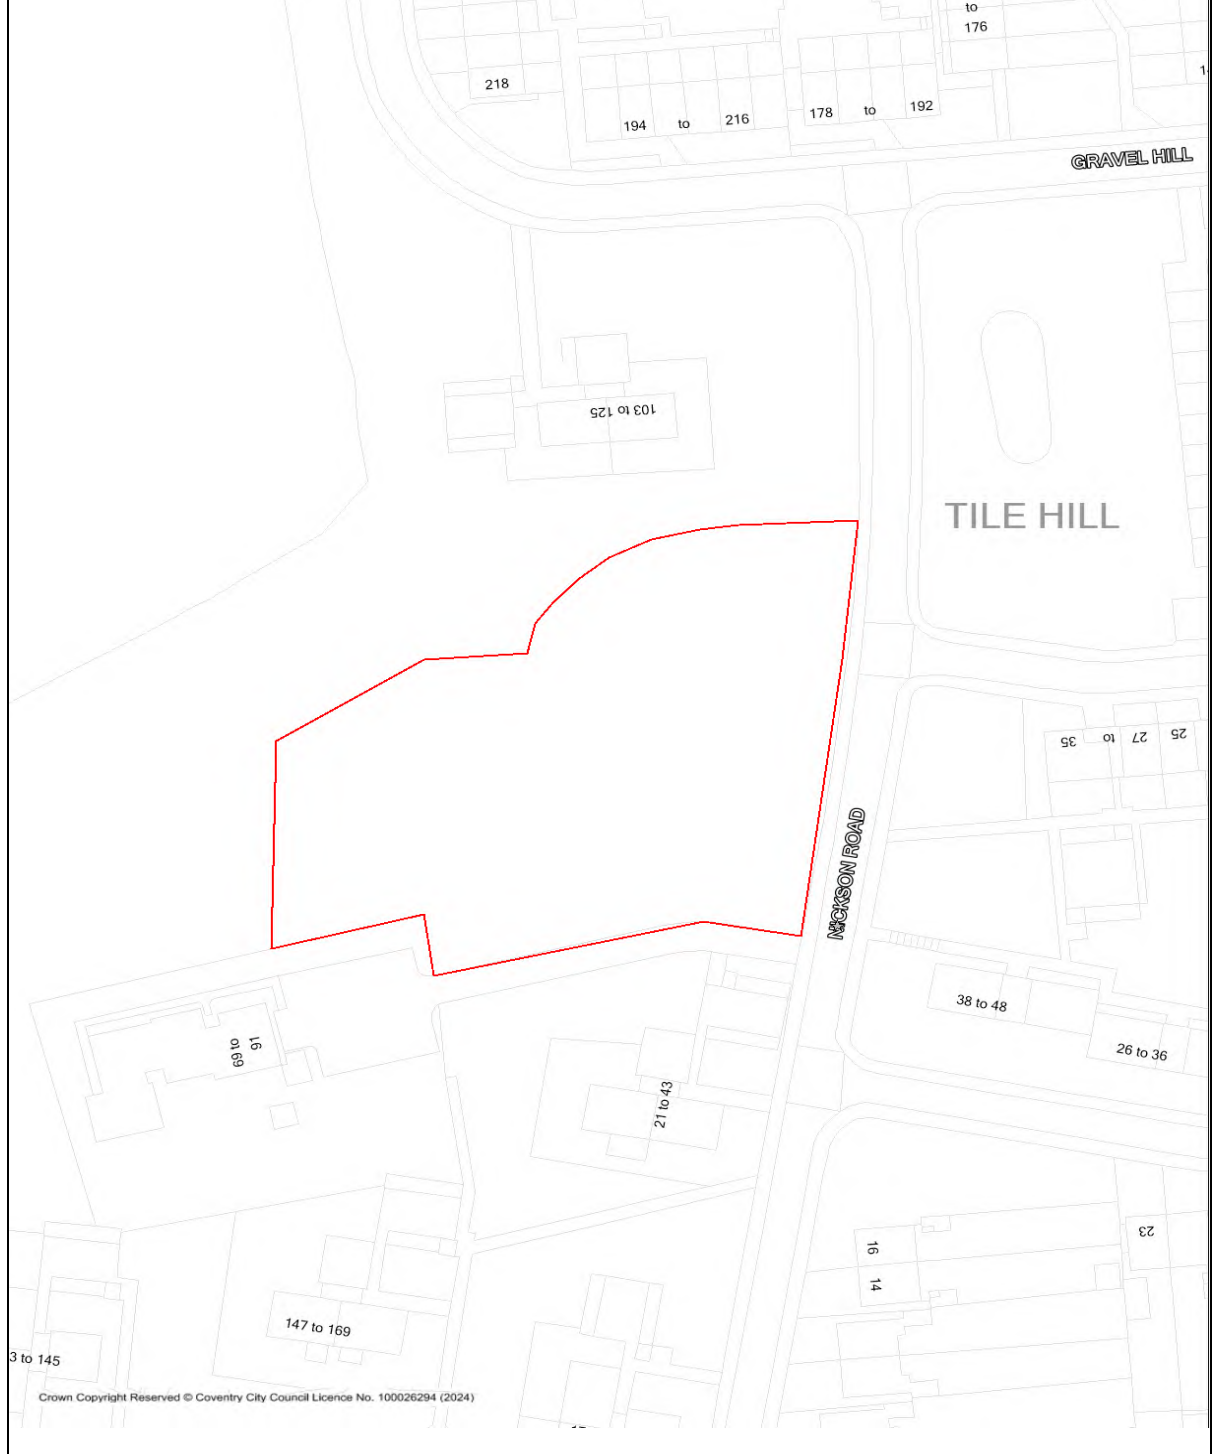 to
176
218
194 to 216
178 to 192
GRAVEL HILL
103 to 125
TILE HILL
25
27
to
35
NICKSON ROAD
38 to 48
26 to 36
69 to
91
21 to 43
23
16
14
147 to 169
3 to 145
Crown Copyright Reserved © Coventry City Council Licence No. 100026294 (2024)